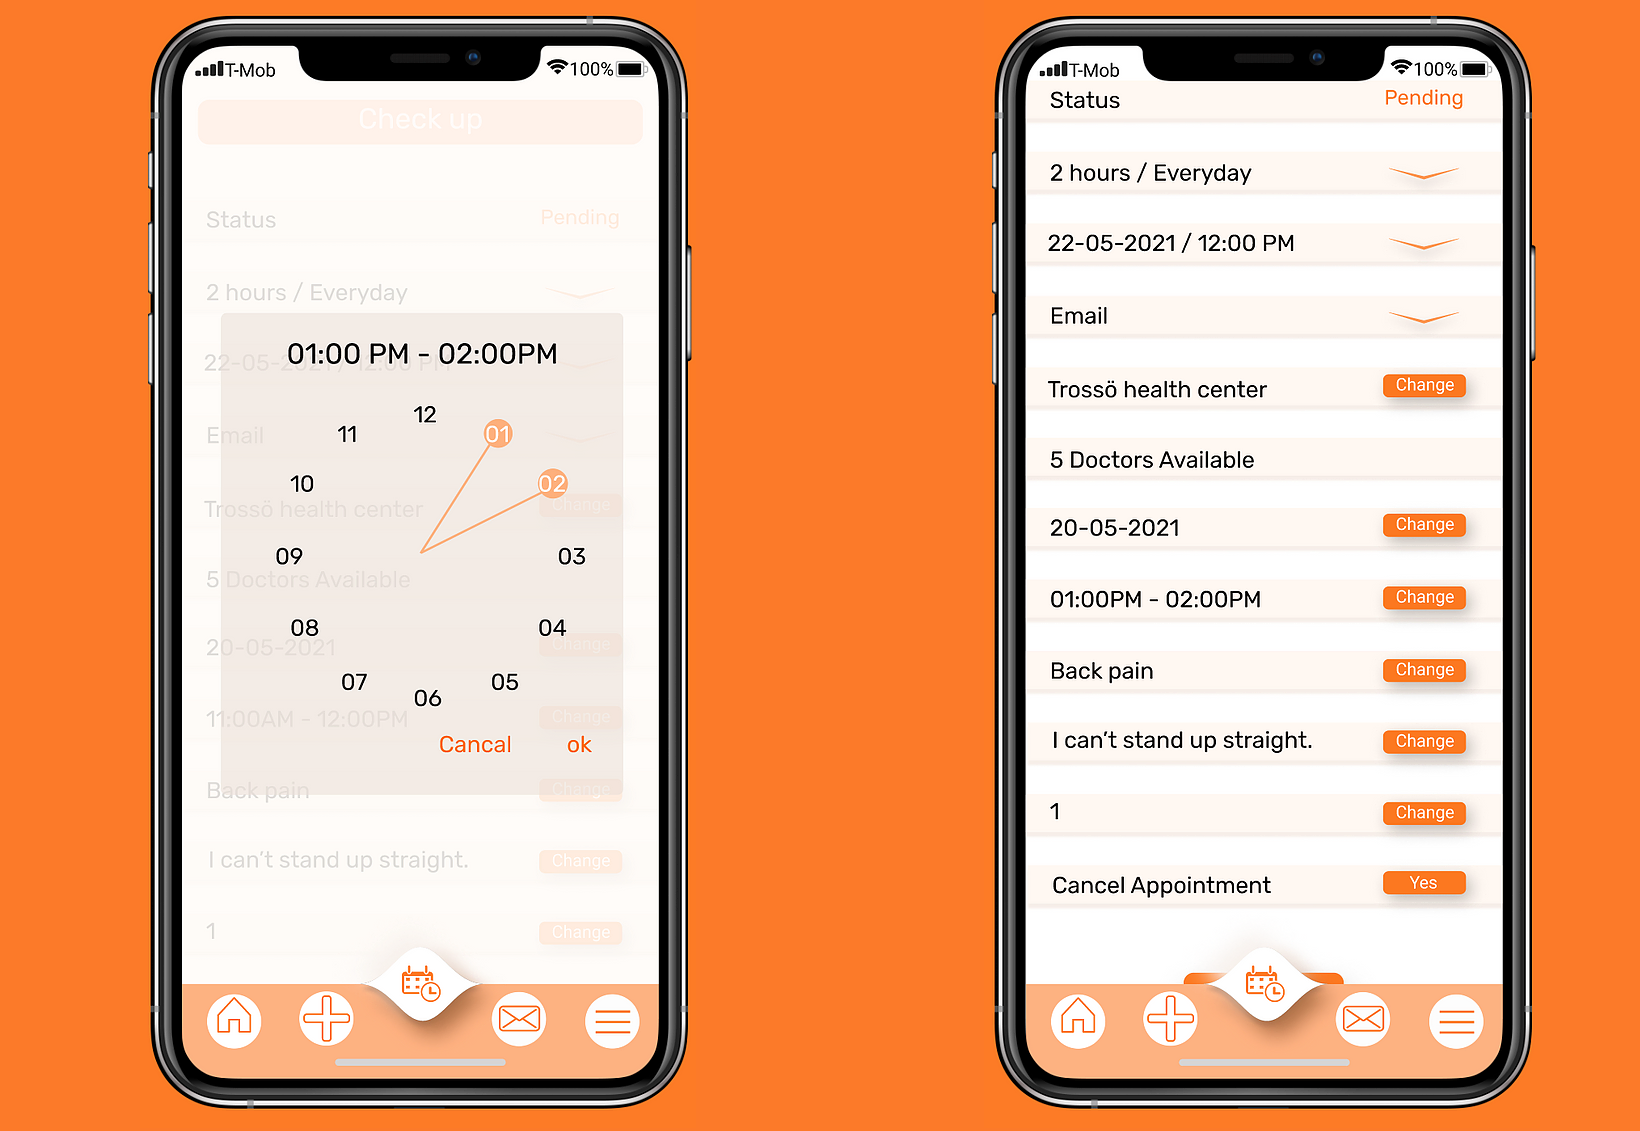 T-Mob 100%
Check up
Status Pending
2 hours / Everyday
01:00 PM - 02:00PM
22-05-2021 / 12:00 PM
12
11 01
Email
10 02
Trossö health center Change
09 03
5 Doctors Available
08 04
20-05-2021 Change
07 05
06
11:00AM - 12:00PM Change
Cancal ok
Back pain Change
I can't stand up straight. Change
1 Change
T-Mob 100%
Status Pending
2 hours / Everyday
22-05-2021 / 12:00 PM
Email
Trossö health center Change
5 Doctors Available
20-05-2021 Change
01:00PM - 02:00PM Change
Back pain Change
I can't stand up straight. Change
1 Change
Cancel Appointment Yes